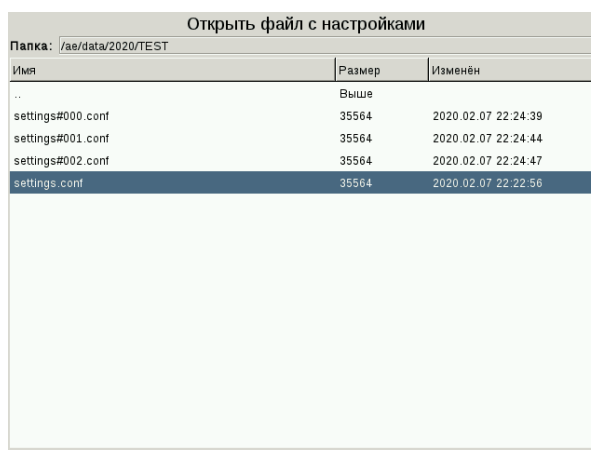 Открыть файл с настройками
Папка: /ae/data/2020/TEST
Имя Размер Изменён
.. Выше
settings#000.conf 35564 2020.02.07 22:24:39
settings#001.conf 35564 2020.02.07 22:24:44
settings#002.conf 35564 2020.02.07 22:24:47
settings.conf 35564 2020.02.07 22:22:56